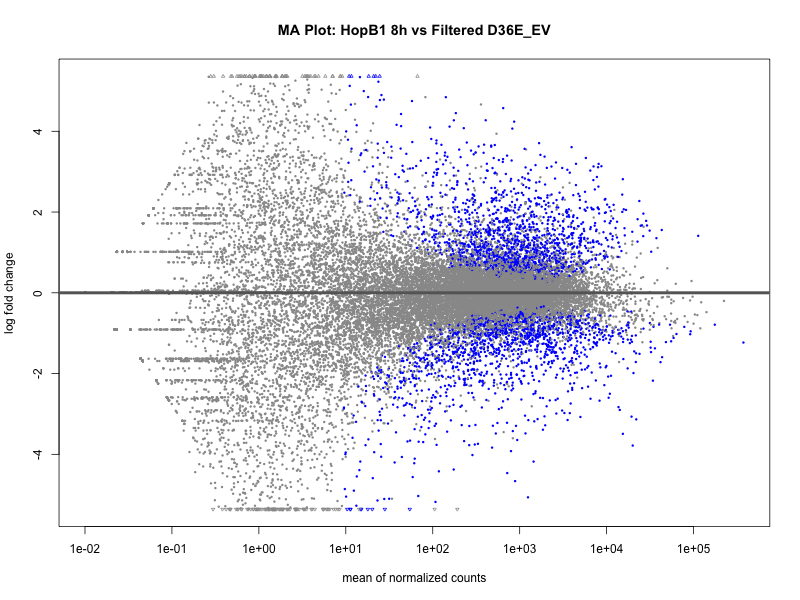 MA Plot: HopB1 8h vs Filtered D36E_EV
log fold change
4
2
0
-2
-4
1e-02 1e-01 1e+00 1e+01 1e+02 1e+03 1e+04 1e+05
mean of normalized counts